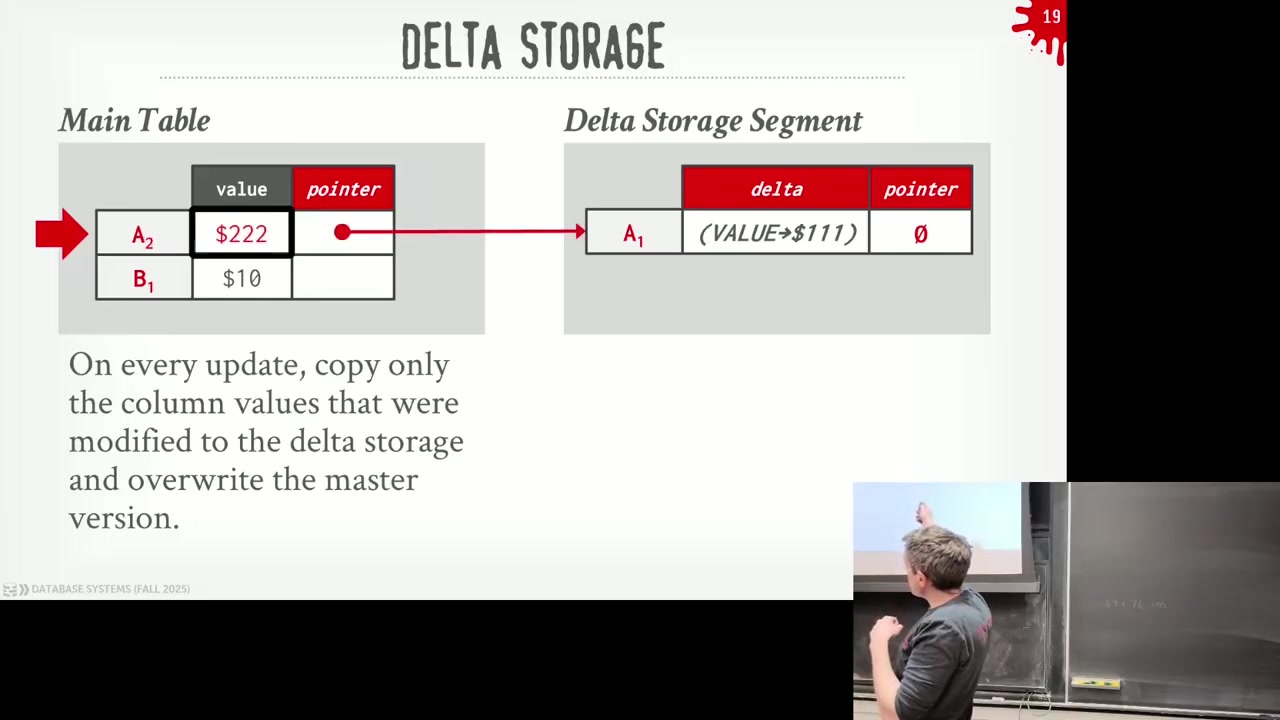 19
DELTA STORAGE
Main Table
value pointer
A2 $222
B1 $10
Delta Storage Segment
delta pointer
A1 (VALUE→$111) Ø
On every update, copy only
the column values that were
modified to the delta storage
and overwrite the master
version.
DATABASE SYSTEMS (FALL 2025)